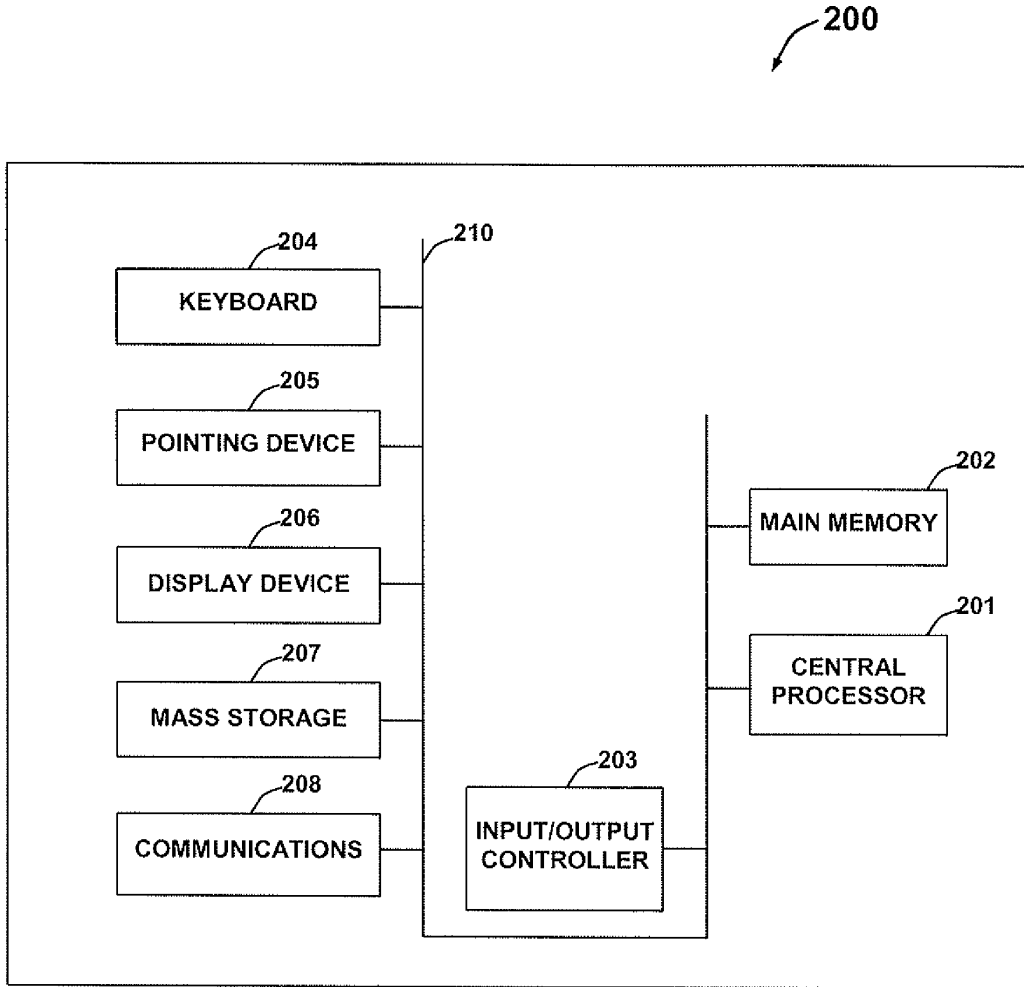 200
204
210
KEYBOARD
205
POINTING DEVICE
202
MAIN MEMORY
206
DISPLAY DEVICE
201
CENTRAL
PROCESSOR
207
MASS STORAGE
203
INPUT/OUTPUT
CONTROLLER
208
COMMUNICATIONS